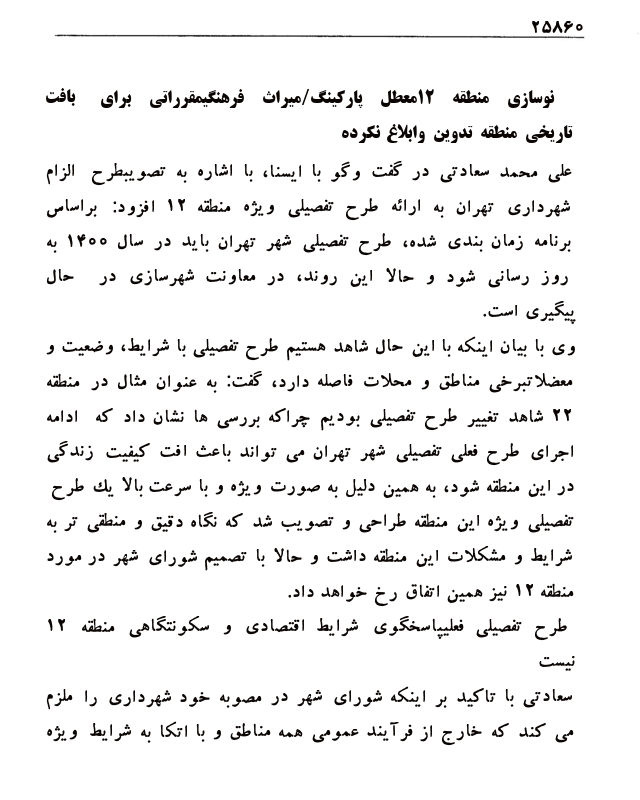 ۲۵۸۶۰
نوسازی منطقه ۱۲معطل پارکینگ/میراث فرهنگیمقرراتی برای بافت
تاریخی منطقه تدوین وابلاغ نکرده
علی محمد سعادتی در گفت وگو با ایسنا، با اشاره به تصویبطرح الزام
شهرداری تهران به ارائه طرح تفصیلی ویژه منطقه ۱۲ افزود: براساس
برنامه زمان بندی شده، طرح تفصیلی شهر تهران باید در سال ۱۴۰۰ به
روز رسانی شود و حالا این روند، در معاونت شهرسازی در حال
پیگیری است.
وی با بیان اینکه با این حال شاهد هستیم طرح تفصیلی با شرایط، وضعیت و
معضلاتبرخی مناطق و محلات فاصله دارد، گفت: به عنوان مثال در منطقه
۲۲ شاهد تغییر طرح تفصیلی بودیم چراکه بررسی ها نشان داد که ادامه
اجرای طرح فعلی تفصیلی شهر تهران می تواند باعث افت کیفیت زندگی
در این منطقه شود، به همین دلیل به صورت ویژه و با سرعت بالا یك طرح
تفصیلی ویژه این منطقه طراحی و تصویب شد که نگاه دقیق و منطقی تر به
شرایط و مشکلات این منطقه داشت و حالا با تصمیم شورای شهر در مورد
منطقه ۱۲ نیز همین اتفاق رخ خواهد داد.
طرح تفصیلی فعلیپاسخگوی شرایط اقتصادی و سکونتگاهی منطقه ۱۲
نیست
سعادتی با تاکید بر اینکه شورای شهر در مصوبه خود شهرداری را ملزم
می کند که خارج از فرآیند عمومی همه مناطق و با اتکا به شرایط ویژه